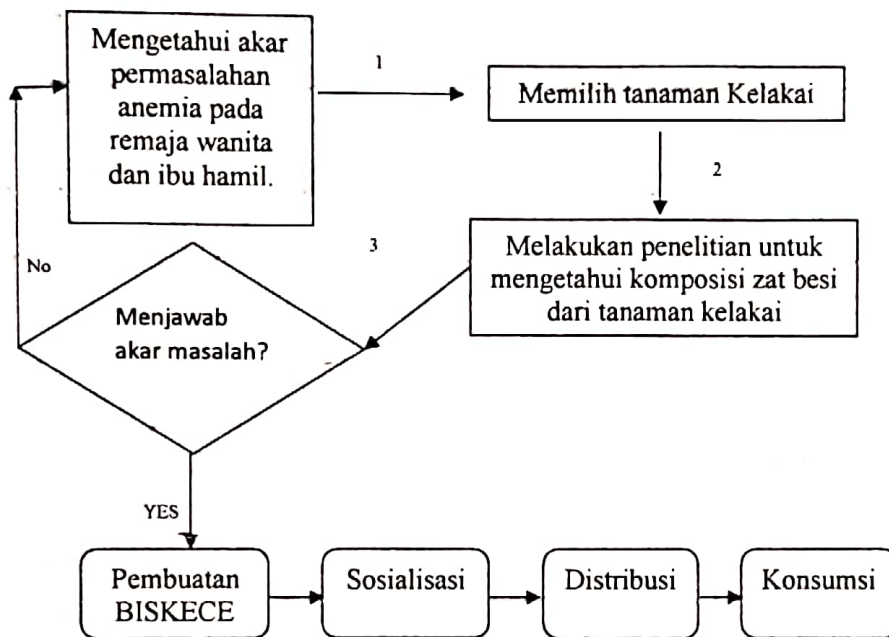 Mengetahui akar
permasalahan
anemia pada
remaja wanita
dan ibu hamil.
1
Memilih tanaman Kelakai
2
Melakukan penelitian untuk
mengetahui komposisi zat besi
dari tanaman kelakai
3
No
Menjawab
akar masalah?
YES
Pembuatan
BISKECE
Sosialisasi
Distribusi
Konsumsi